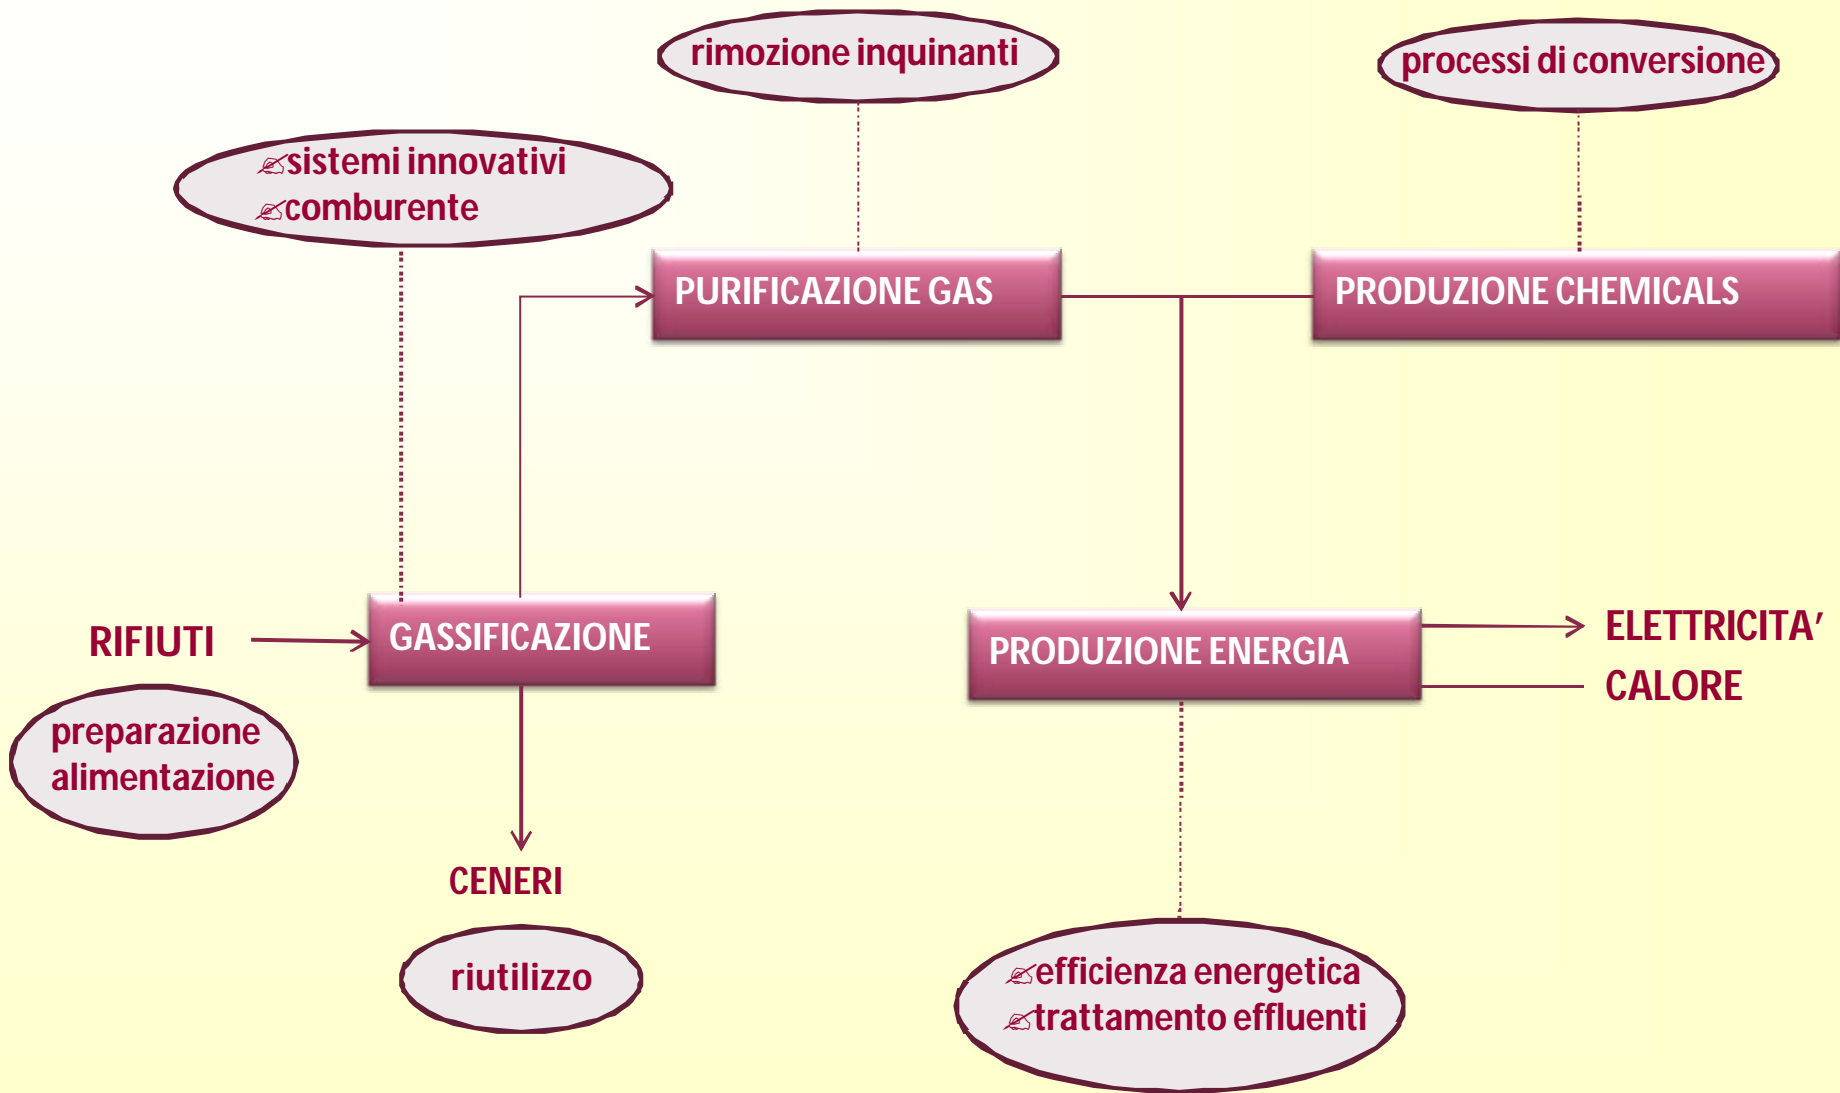 rimozione inquinanti
processi di conversione
sistemi innovativi
comburente
PURIFICAZIONE GAS
PRODUZIONE CHEMICALS
RIFIUTI
GASSIFICAZIONE
PRODUZIONE ENERGIA
ELETTRICITA’
CALORE
preparazione
alimentazione
CENERI
riutilizzo
efficienza energetica
trattamento effluenti